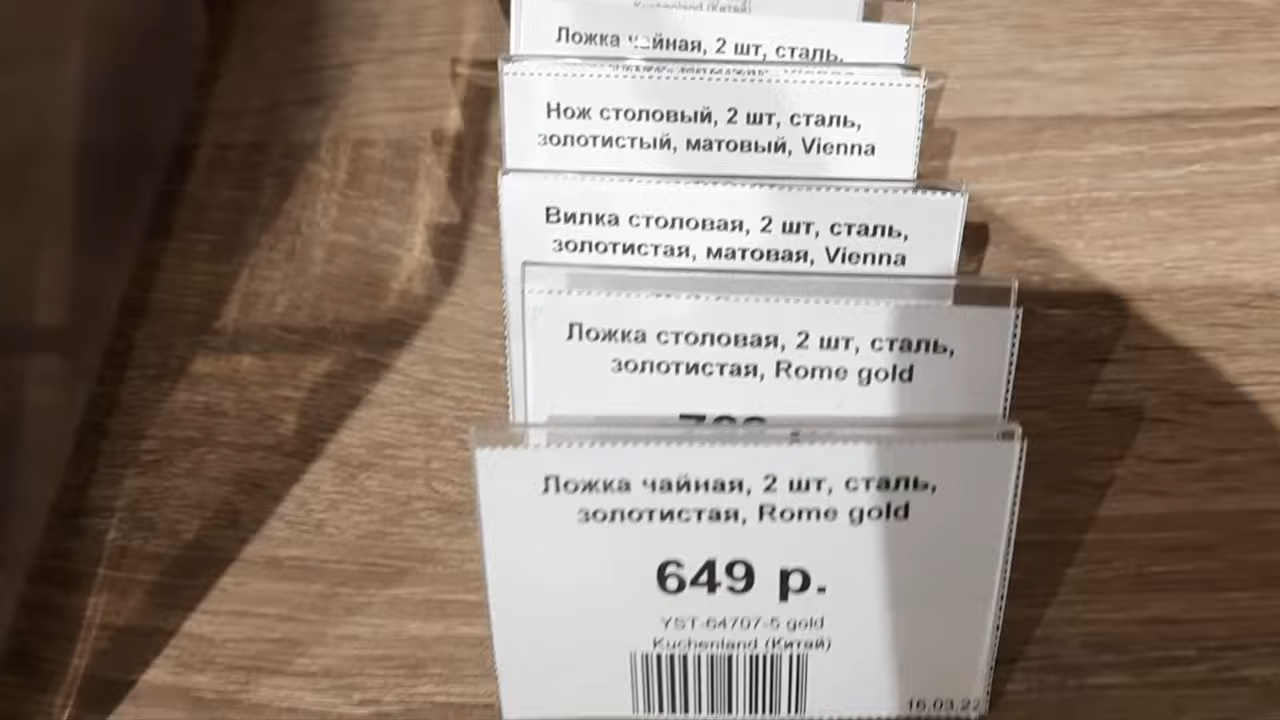 Kuchenland (Китай)
Ложка чайная, 2 шт, сталь,
Нож столовый, 2 шт, сталь,
золотистый, матовый, Vienna
Вилка столовая, 2 шт, сталь,
золотистая, матовая, Vienna
Ложка столовая, 2 шт, сталь,
золотистая, Rome gold
Ложка чайная, 2 шт, сталь,
золотистая, Rome gold
649 р.
YST-64707-5 gold
Kuchenland (Китай)
16.03.22